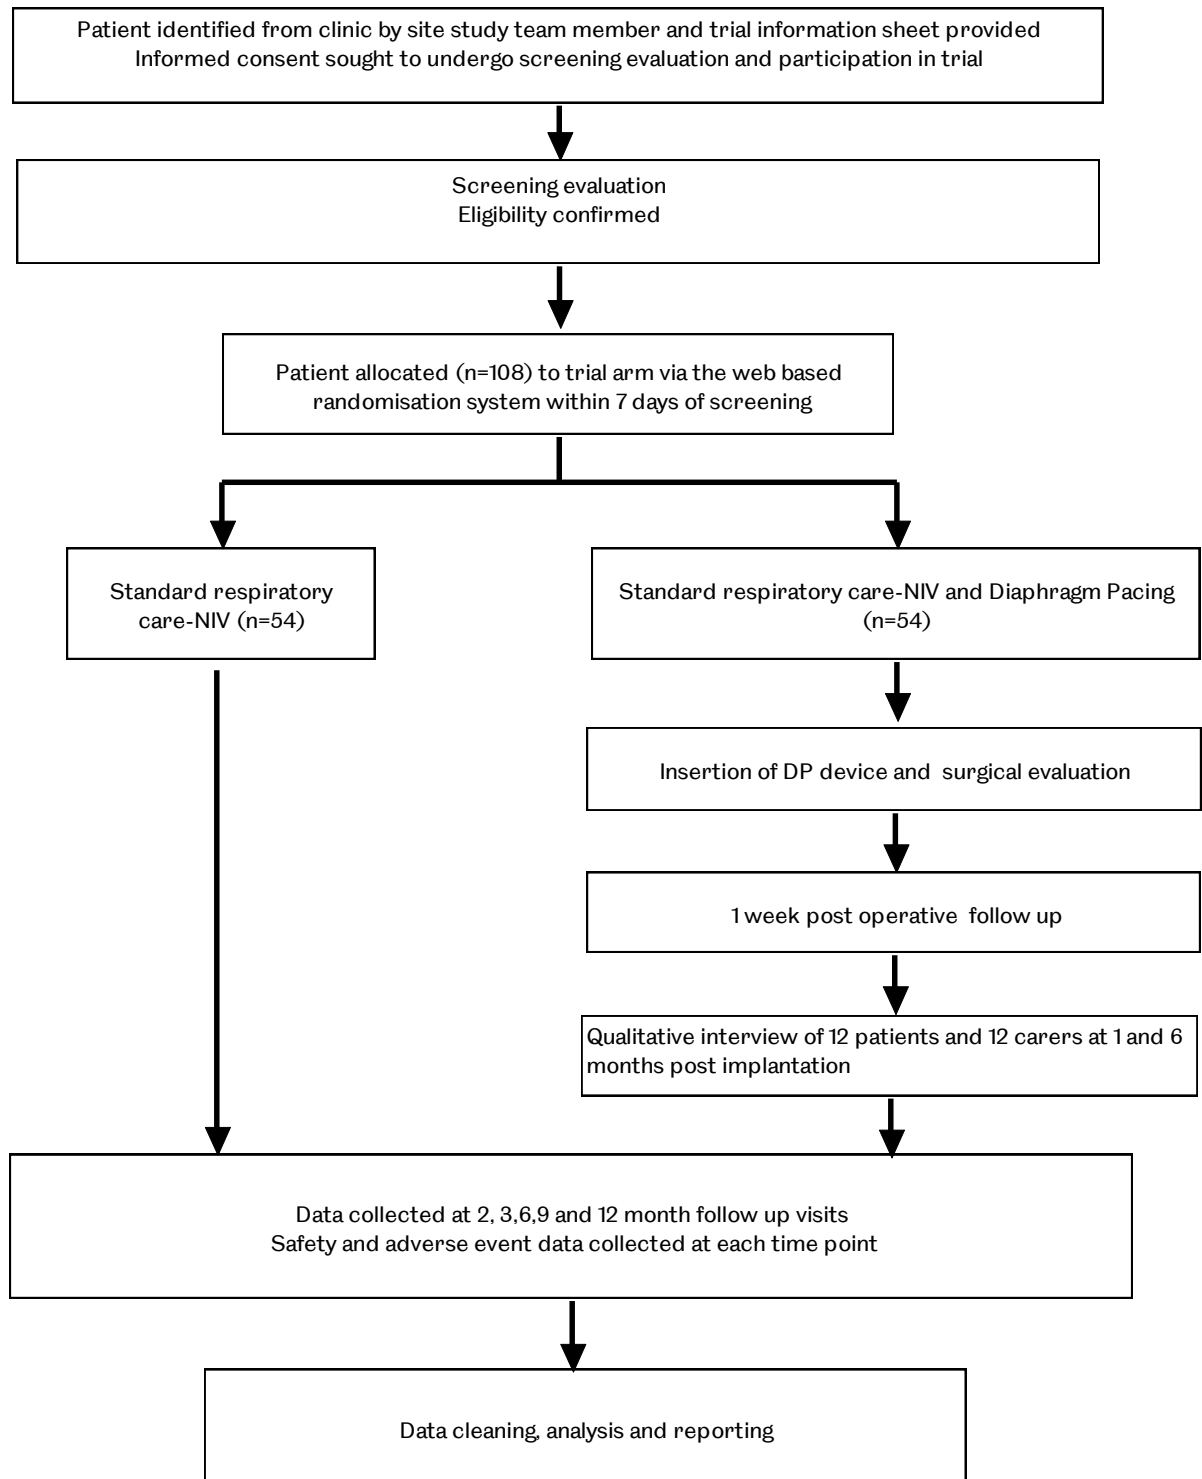 Patient identified from clinic by site study team member and trial information sheet provided
Informed consent sought to undergo screening evaluation and participation in trial
Screening evaluation
Eligibility confirmed
Patient allocated (n=108) to trial arm via the web based
randomisation system within 7 days of screening
Standard respiratory
care-NIV (n=54)
Standard respiratory care-NIV and Diaphragm Pacing
(n=54)
Insertion of DP device and  surgical evaluation
1 week post operative  follow up
Qualitative interview of 12 patients and 12 carers at 1 and 6
months post implantation
Data collected at 2, 3,6,9 and 12 month follow up visits
Safety and adverse event data collected at each time point
Data cleaning, analysis and reporting